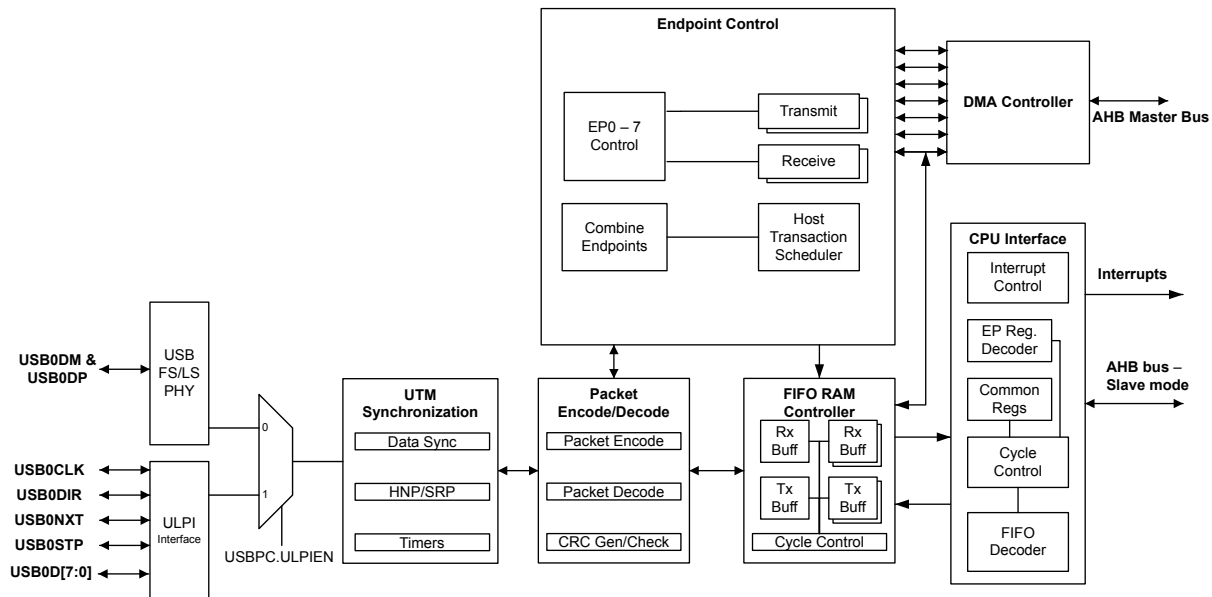 Endpoint Control
EP0 – 7
Control
Transmit
Receive
Combine
Endpoints
Host
Transaction
Scheduler
DMA Controller
AHB Master Bus
CPU Interface
Interrupt
Control
Interrupts
EP Reg.
Decoder
AHB bus –
Slave mode
Common
Regs
Cycle
Control
FIFO
Decoder
USB0DM &
USB0DP
USB
FS/LS
PHY
USB0CLK
USB0DIR
USB0NXT
USB0STP
USB0D[7:0]
ULPI
Interface
0
1
USBPC.ULPIEN
UTM
Synchronization
Data Sync
HNP/SRP
Timers
Packet
Encode/Decode
Packet Encode
Packet Decode
CRC Gen/Check
FIFO RAM
Controller
Rx
Buff
Rx
Buff
Tx
Buff
Tx
Buff
Cycle Control